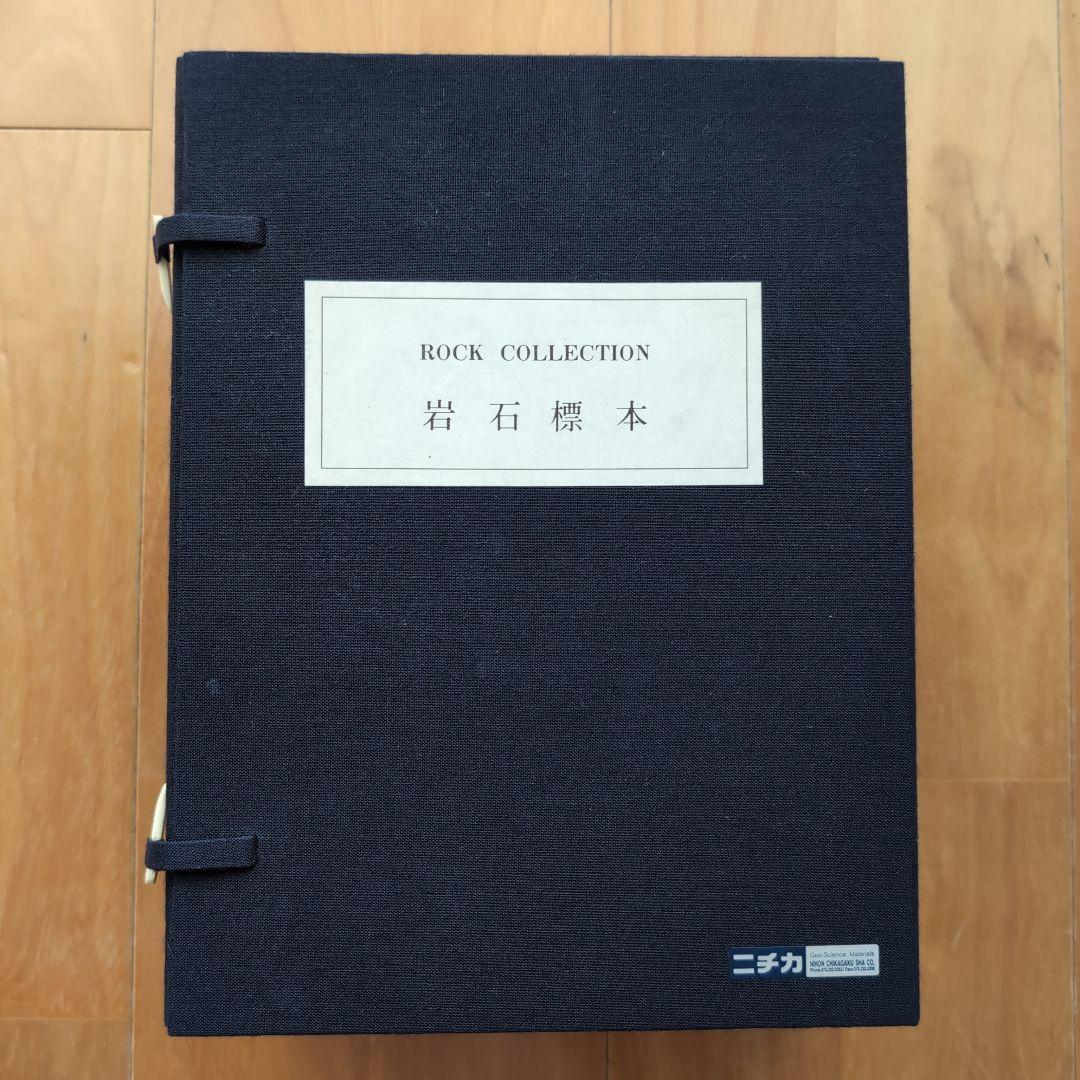 ROCK COLLECTION
岩石標本
ニチカ
Geo-Science Materials
NIHON CHIKAGAKU SHA CO.